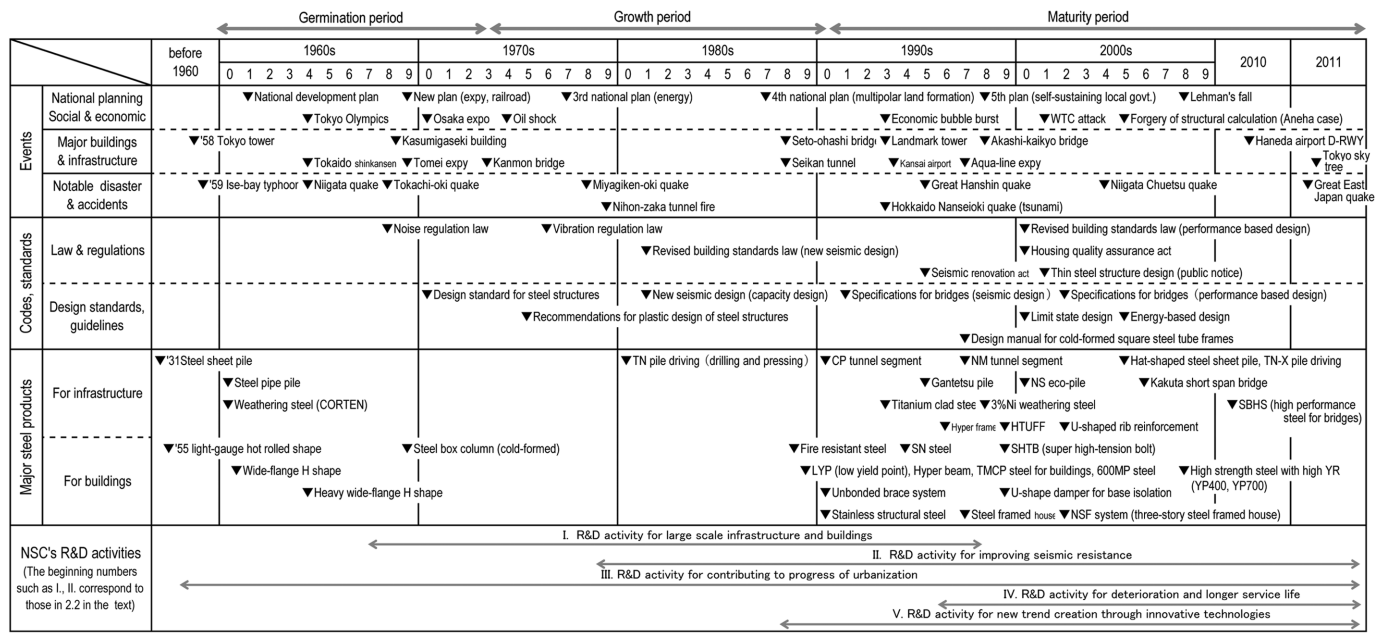 Germination period Growth period Maturity period
before 1960 1960s 1970s 1980s 1990s 2000s 2010 2011
0 1 2 3 4 5 6 7 8 9 0 1 2 3 4 5 6 7 8 9 0 1 2 3 4 5 6 7 8 9 0 1 2 3 4 5 6 7 8 9 0 1 2 3 4 5 6 7 8 9
Events
National planning
Social & economic
▼National development plan ▼New plan (expy, railroad) ▼3rd national plan (energy) ▼4th national plan (multipolar land formation) ▼5th plan (self-sustaining local govt.) ▼Lehman's fall
▼Tokyo Olympics ▼Osaka expo ▼Oil shock ▼Economic bubble burst ▼WTC attack ▼Forgery of structural calculation (Aneha case)
Major buildings
& infrastructure
▼'58 Tokyo tower ▼Kasumigaseki building ▼Seto-ohashi bridg ▼Landmark tower ▼Akashi-kaikyo bridge ▼Haneda airport D-RWY
▼Tokaido shinkansen ▼Tomei expy ▼Kanmon bridge ▼Seikan tunnel ▼Kansai airport ▼Aqua-line expy ▼Tokyo sky
tree
Notable disaster
& accidents
▼'59 Ise-bay typhoor ▼Niigata quake ▼Tokachi-oki quake ▼Miyagiken-oki quake ▼Great Hanshin quake ▼Niigata Chuetsu quake ▼Great East
Japan quake
▼Nihon-zaka tunnel fire ▼Hokkaido Nanseioki quake (tsunami)
Codes, standards
Law & regulations
▼Noise regulation law ▼Vibration regulation law ▼Revised building standards law (performance based design)
▼Revised building standards law (new seismic design) ▼Housing quality assurance act
▼Seismic renovation act ▼Thin steel structure design (public notice)
Design standards,
guidelines
▼Design standard for steel structures ▼New seismic design (capacity design) ▼Specifications for bridges (seismic design) ▼Specifications for bridges (performance based design)
▼Recommendations for plastic design of steel structures ▼Limit state design ▼Energy-based design
▼Design manual for cold-formed square steel tube frames
Major steel products
For infrastructure
▼'31Steel sheet pile ▼TN pile driving (drilling and pressing) ▼CP tunnel segment ▼NM tunnel segment ▼Hat-shaped steel sheet pile, TN-X pile driving
▼Steel pipe pile ▼Gantetsu pile ▼NS eco-pile ▼Kakuta short span bridge
▼Weathering steel (CORTEN) ▼Titanium clad stee ▼3%Ni weathering steel ▼SBHS (high performance
steel for bridges)
▼Hyper frame ▼HTUFF ▼U-shaped rib reinforcement
For buildings
▼'55 light-gauge hot rolled shape ▼Steel box column (cold-formed) ▼Fire resistant steel ▼SN steel ▼SHTB (super high-tension bolt)
▼Wide-flange H shape ▼LYP (low yield point), Hyper beam, TMCP steel for buildings, 600MP steel ▼High strength steel with high YR
(YP400, YP700)
▼Heavy wide-flange H shape ▼Unbonded brace system ▼U-shape damper for base isolation
▼Stainless structural steel ▼Steel framed house ▼NSF system (three-story steel framed house)
NSC's R&D activities
(The beginning numbers
such as I., II. correspond to
those in 2.2 in the text)
I. R&D activity for large scale infrastructure and buildings
II. R&D activity for improving seismic resistance
III. R&D activity for contributing to progress of urbanization
IV. R&D activity for deterioration and longer service life
V. R&D activity for new trend creation through innovative technologies